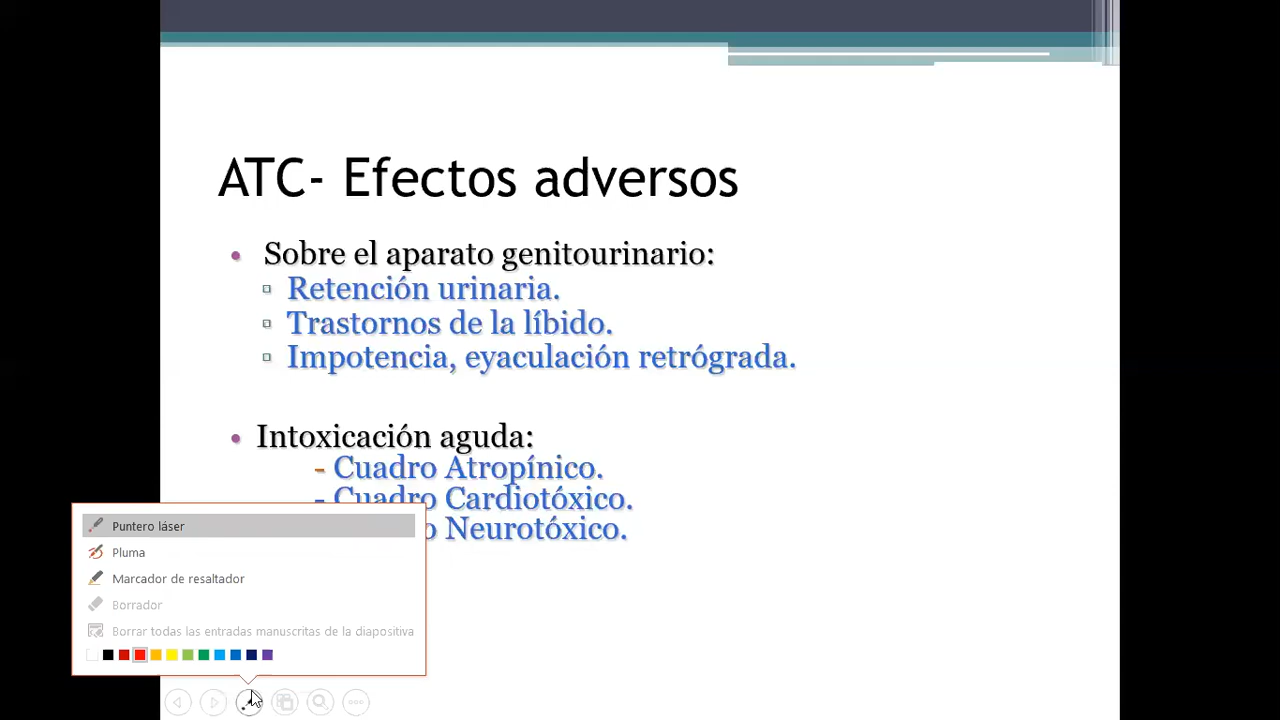 ATC- Efectos adversos
• Sobre el aparato genitourinario:
▫ Retención urinaria.
▫ Trastornos de la líbido.
▫ Impotencia, eyaculación retrógrada.
• Intoxicación aguda:
- Cuadro Atropínico.
- Cuadro Cardiotóxico.
o Neurotóxico.
Puntero láser
Pluma
Marcador de resaltador
Borrador
Borrar todas las entradas manuscritas de la diapositiva